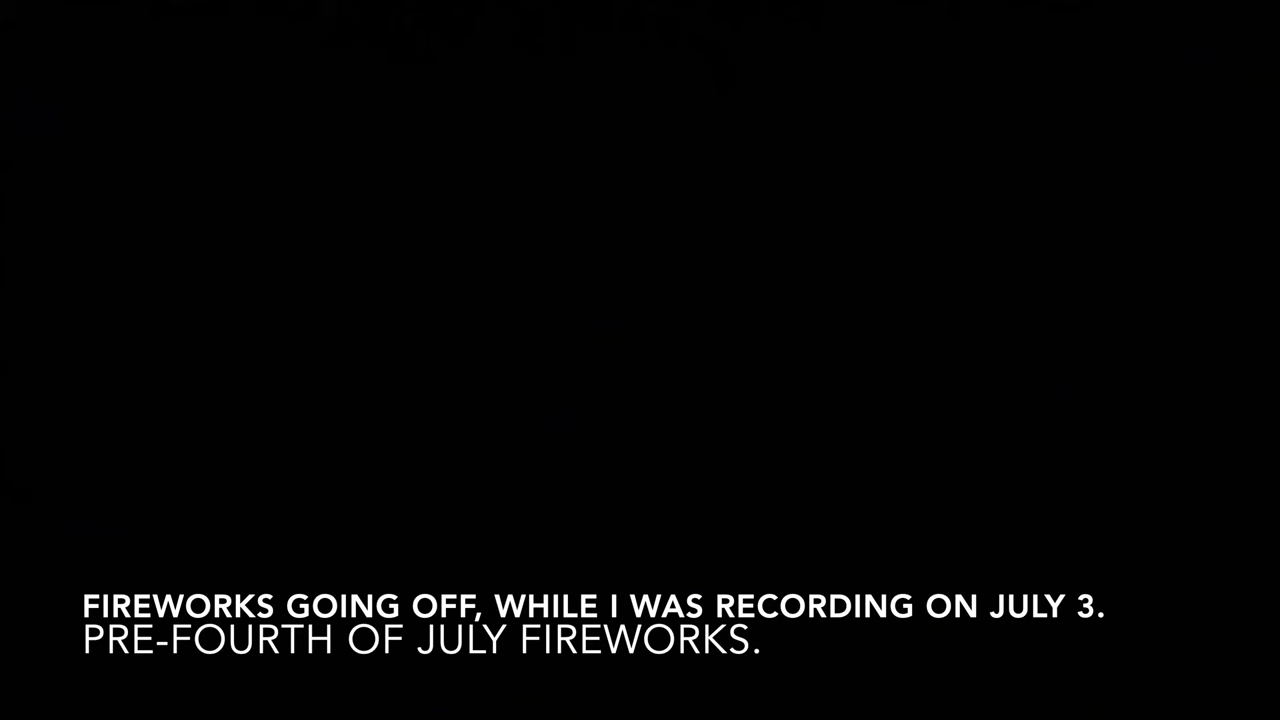 FIREWORKS GOING OFF, WHILE I WAS RECORDING ON JULY 3.
PRE-FOURTH OF JULY FIREWORKS.